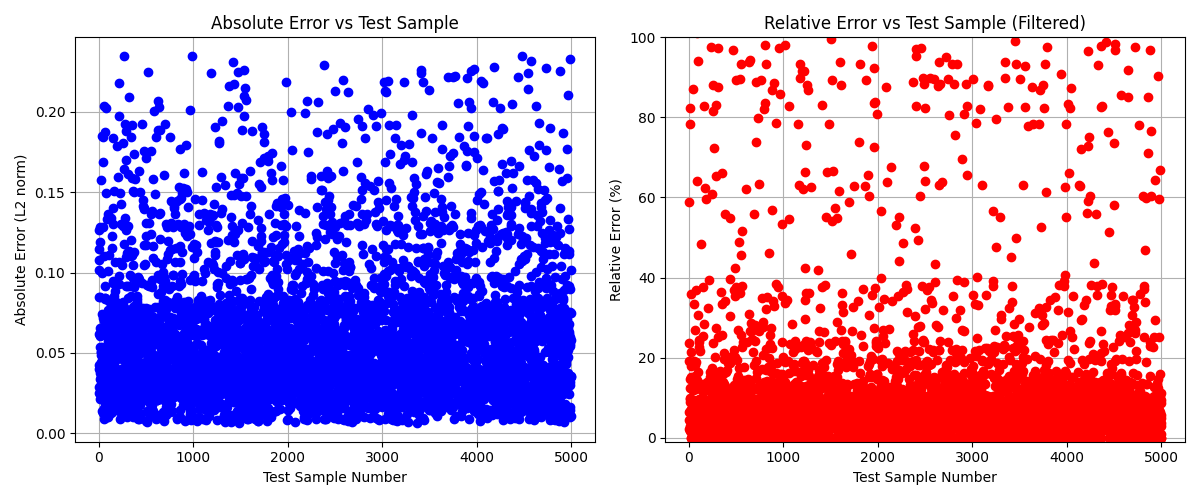 Absolute Error vs Test Sample
Absolute Error (L2 norm)
0.20
0.15
0.10
0.05
0.00
0 1000 2000 3000 4000 5000
Test Sample Number
Relative Error vs Test Sample (Filtered)
Relative Error (%)
100
80
60
40
20
0
0 1000 2000 3000 4000 5000
Test Sample Number